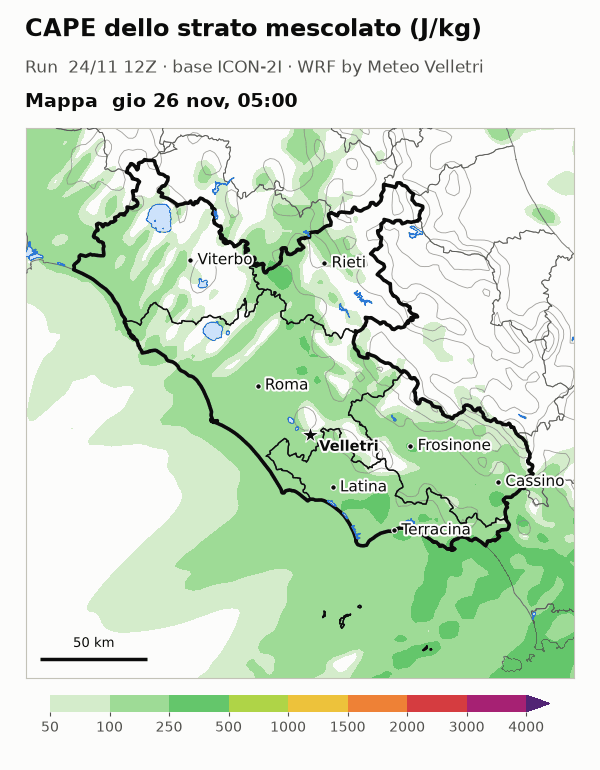 CAPE dello strato mescolato (J/kg)
Run  24/11 12Z · base ICON-2I · WRF by Meteo Velletri
Mappa  gio 26 nov, 05:00
Viterbo
Rieti
Roma
Velletri
Frosinone
Cassino
Latina
Terracina
50 km
50 100 250 500 1000 1500 2000 3000 4000